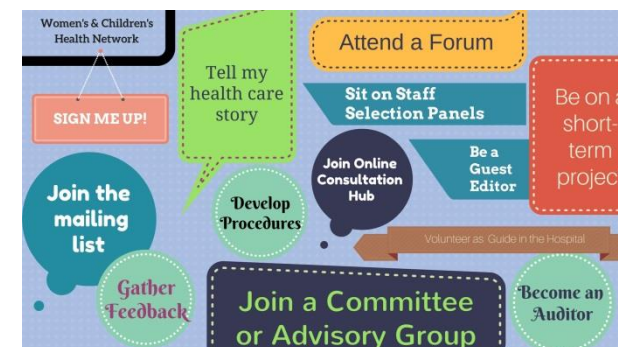 Women's & Children's
Health Network
SIGN ME UP!
Tell my
health care
story
Attend a Forum
Sit on Staff
Selection Panels
Be on a
short-
term
projec
Join Online
Consultation
Hub
Be a
Guest
Editor
Join the
mailing
list
Develop
Procedures
Volunteer as Guide in the Hospital
Gather
Feedback
Join a Committee
or Advisory Group
Become an
Auditor